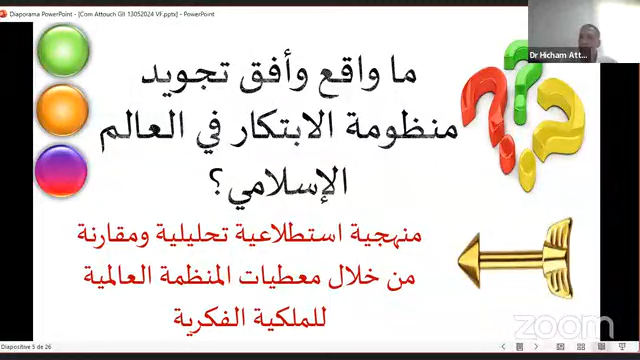 Diaporama PowerPoint - [Com Attouch GII 13052024 VF.pptx] - PowerPoint
Dr Hicham Att...
ما واقع وأفق تجويد
منظومة الابتكار في العالم
الإسلامي؟
منهجية استطلاعية تحليلية ومقارنة
من خلال معطيات المنظمة العالمية
للملكية الفكرية
zoom
Diapositive 5 de 26